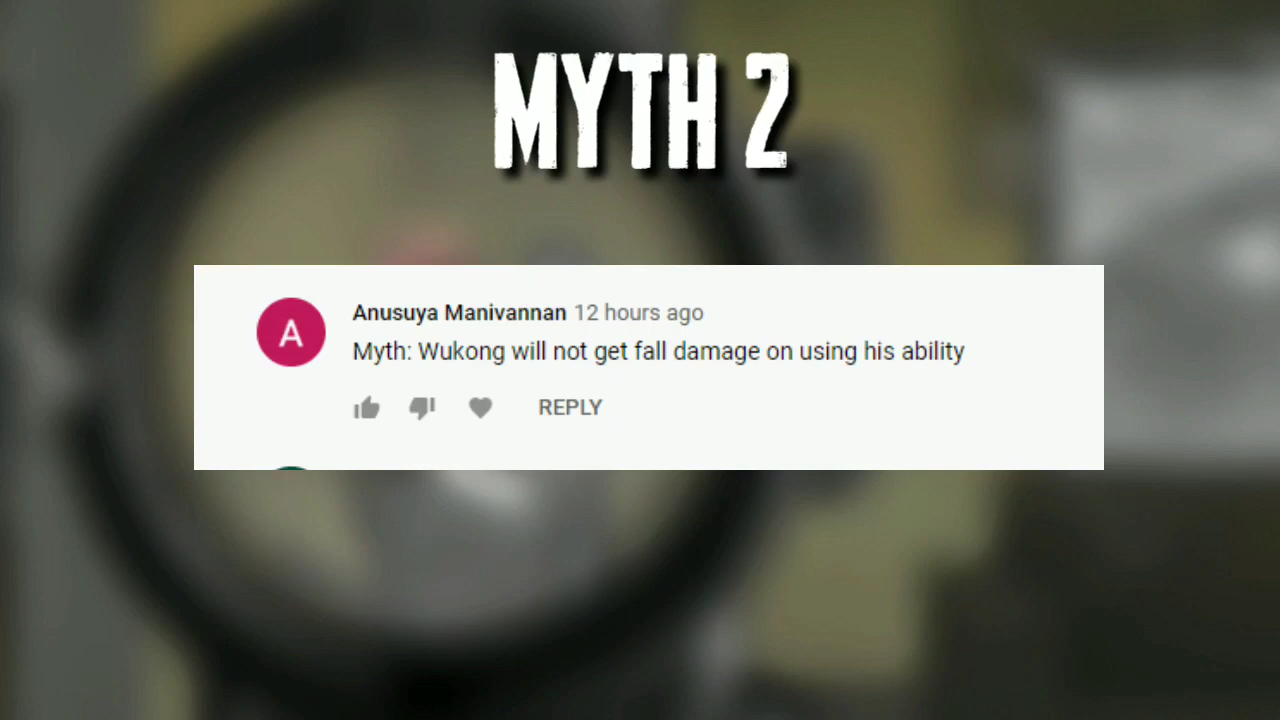 MYTH 2
A
Anusuya Manivannan 12 hours ago
Myth: Wukong will not get fall damage on using his ability
REPLY